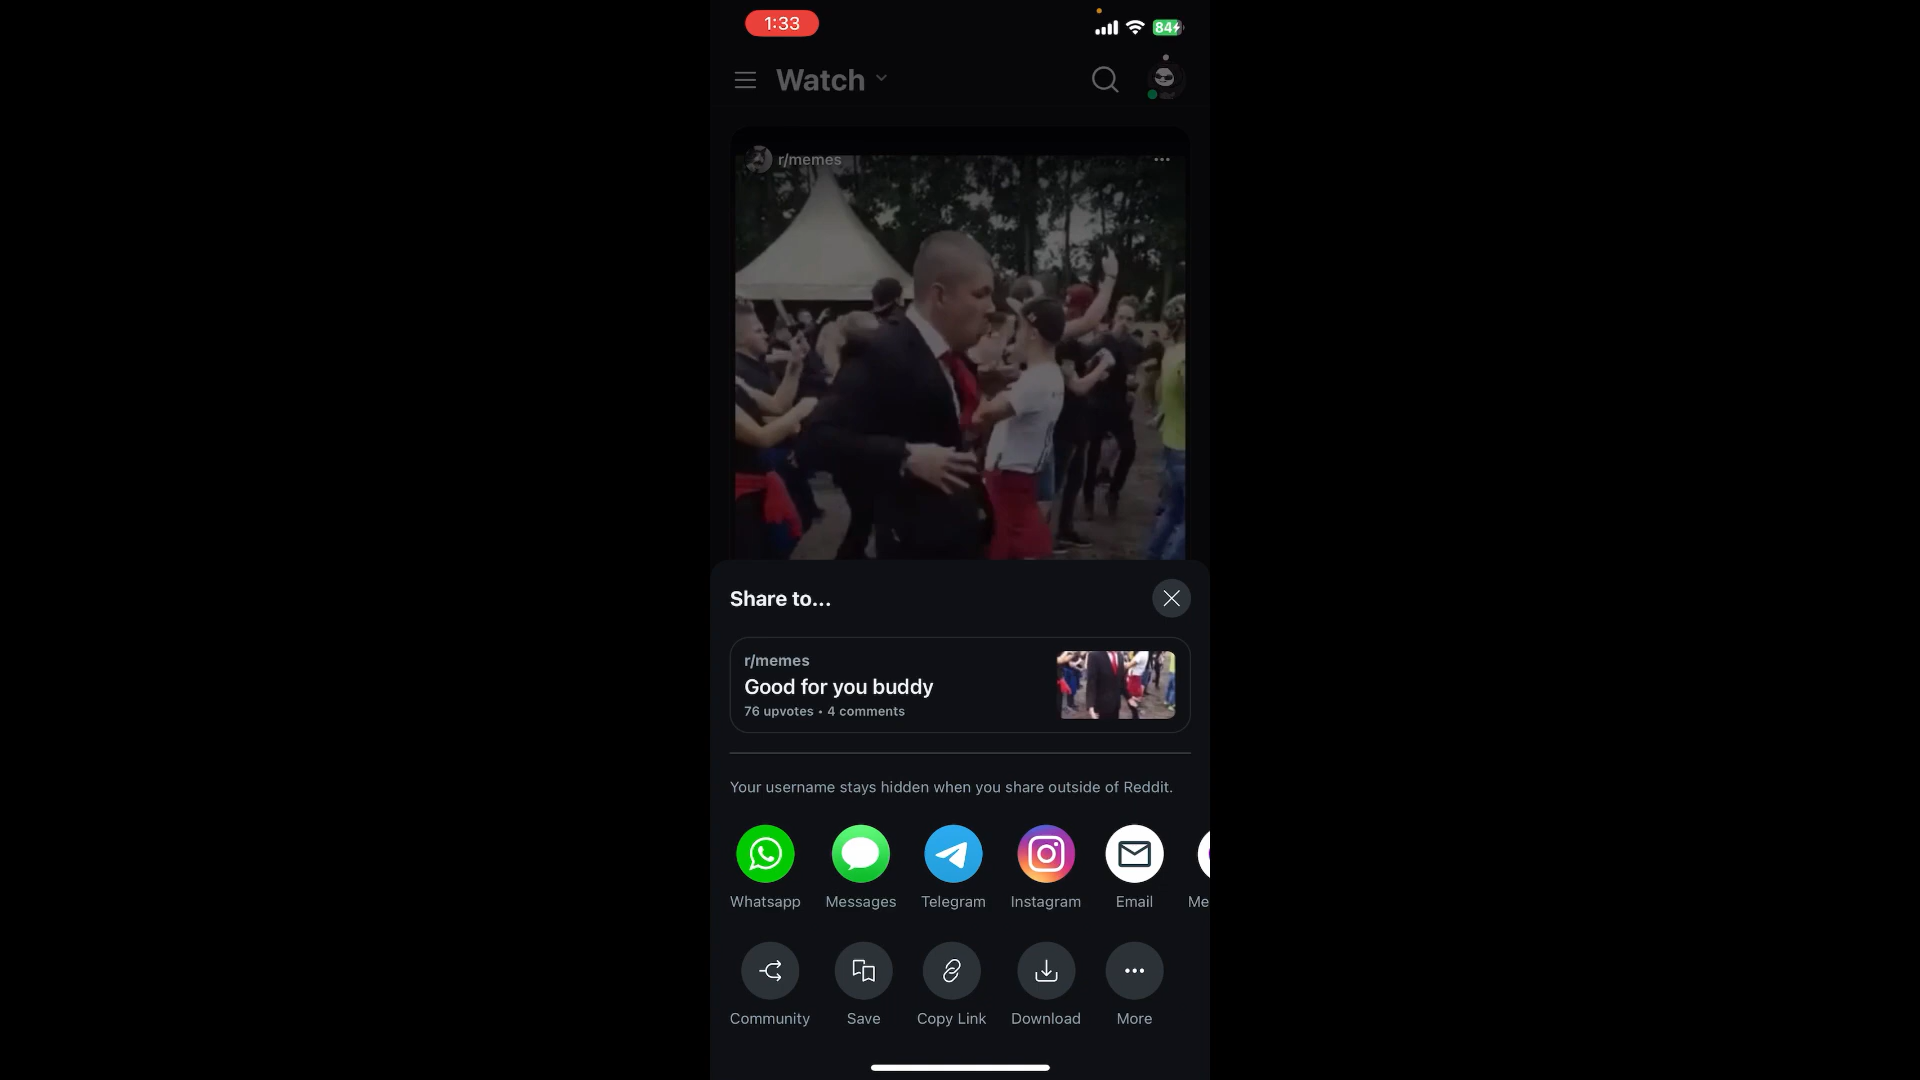 1:33
84
Watch
r/memes
Share to...
r/memes
Good for you buddy
76 upvotes • 4 comments
Your username stays hidden when you share outside of Reddit.
Whatsapp Messages Telegram Instagram Email Me
Community Save Copy Link Download More